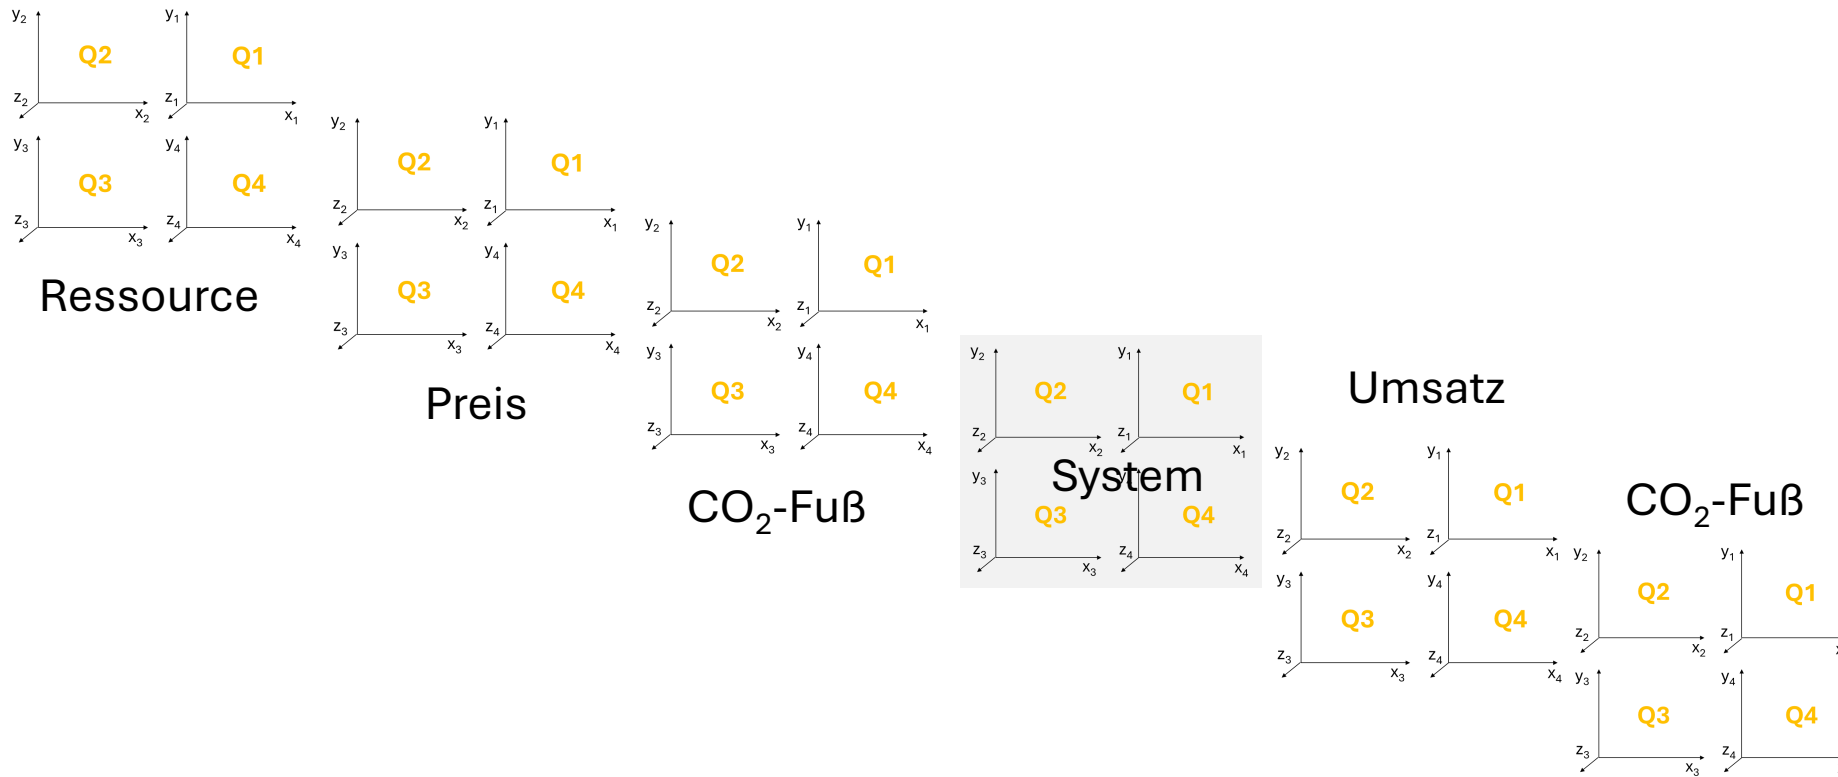 y₂ y₁
Q2 Q1
z₂ x₂ z₁ x₁
y₃ y₄
Q3 Q4
z₃ x₃ z₄ x₄
Ressource
y₂ y₁
Q2 Q1
z₂ x₂ z₁ x₁
y₃ y₄
Q3 Q4
z₃ x₃ z₄ x₄
Preis
y₂ y₁
Q2 Q1
z₂ x₂ z₁ x₁
y₃ y₄
Q3 Q4
z₃ x₃ z₄ x₄
CO₂-Fuß
y₂ y₁
Q2 Q1
z₂ x₂ z₁ x₁
System
y₃
Q3 Q4
z₃ x₃ z₄ x₄
Umsatz
y₂ y₁
Q2 Q1
z₂ x₂ z₁ x₁
y₃ y₄
Q3 Q4
z₃ x₃ z₄ x₄
CO₂-Fuß
y₂ y₁
Q2 Q1
z₂ x₂ z₁
y₃ y₄
Q3 Q4
z₃ x₃ z₄